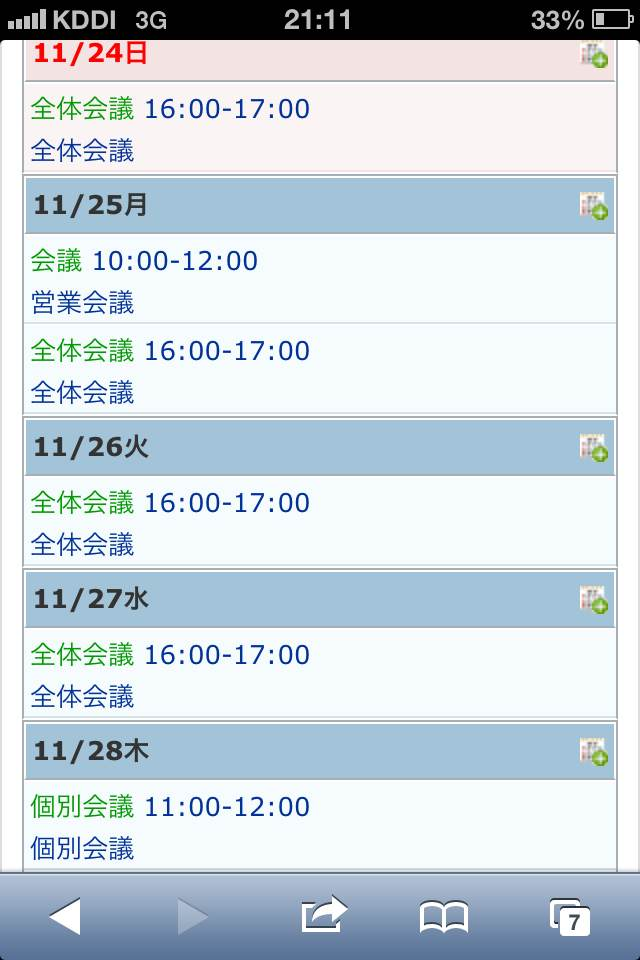 KDDI 3G 21:11 33%
11/24日
全体会議 16:00-17:00
全体会議
11/25月
会議 10:00-12:00
営業会議
全体会議 16:00-17:00
全体会議
11/26火
全体会議 16:00-17:00
全体会議
11/27水
全体会議 16:00-17:00
全体会議
11/28木
個別会議 11:00-12:00
個別会議
7